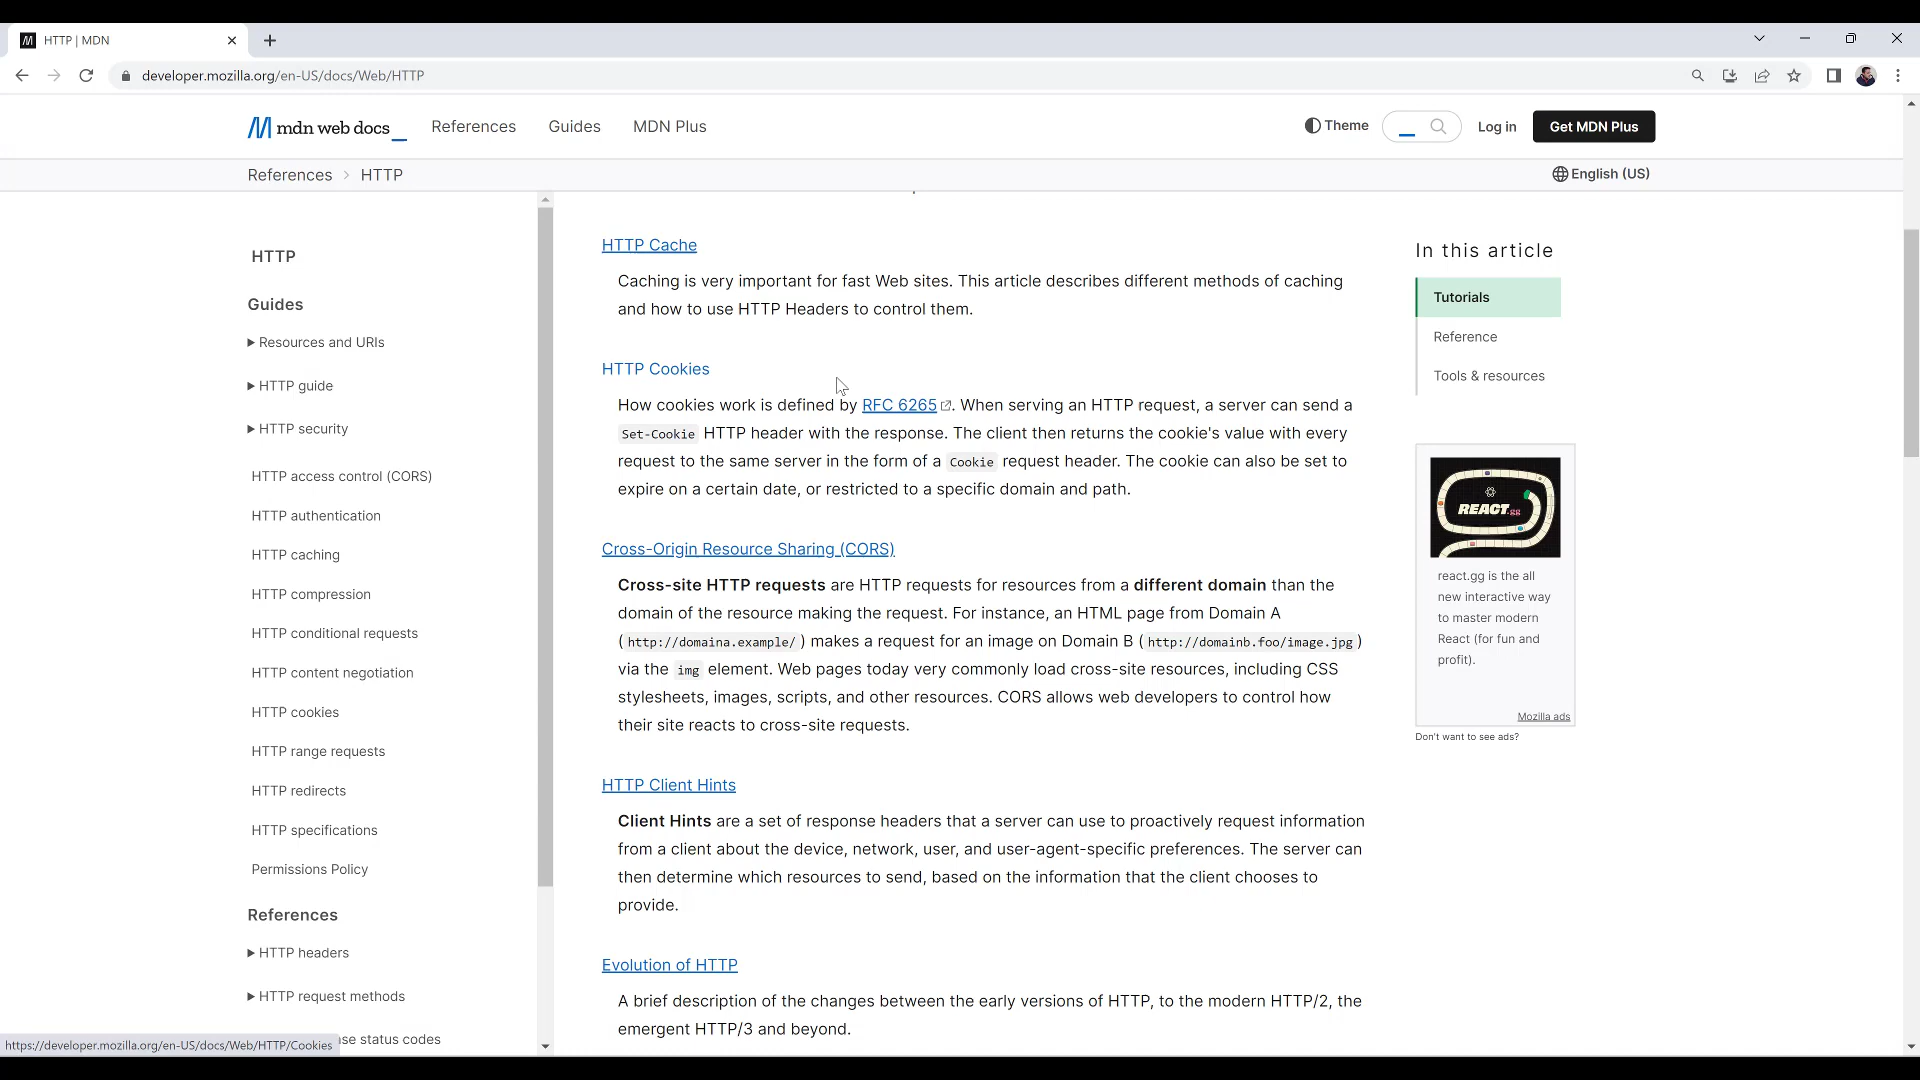 HTTP | MDN
developer.mozilla.org/en-US/docs/Web/HTTP
mdn web docs_
References
Guides
MDN Plus
Theme
Log in
Get MDN Plus
References > HTTP
English (US)
HTTP
Guides
Resources and URIs
HTTP guide
HTTP security
HTTP access control (CORS)
HTTP authentication
HTTP caching
HTTP compression
HTTP conditional requests
HTTP content negotiation
HTTP cookies
HTTP range requests
HTTP redirects
HTTP specifications
Permissions Policy
References
HTTP headers
HTTP request methods
status codes
https://developer.mozilla.org/en-US/docs/Web/HTTP/Cookies
HTTP Cache
Caching is very important for fast Web sites. This article describes different methods of caching
and how to use HTTP Headers to control them.
HTTP Cookies
How cookies work is defined by RFC 6265. When serving an HTTP request, a server can send a
Set-Cookie HTTP header with the response. The client then returns the cookie's value with every
request to the same server in the form of a Cookie request header. The cookie can also be set to
expire on a certain date, or restricted to a specific domain and path.
Cross-Origin Resource Sharing (CORS)
Cross-site HTTP requests are HTTP requests for resources from a different domain than the
domain of the resource making the request. For instance, an HTML page from Domain A
(http://domaina.example/) makes a request for an image on Domain B (http://domainb.foo/image.jpg)
via the img element. Web pages today very commonly load cross-site resources, including CSS
stylesheets, images, scripts, and other resources. CORS allows web developers to control how
their site reacts to cross-site requests.
HTTP Client Hints
Client Hints are a set of response headers that a server can use to proactively request information
from a client about the device, network, user, and user-agent-specific preferences. The server can
then determine which resources to send, based on the information that the client chooses to
provide.
Evolution of HTTP
A brief description of the changes between the early versions of HTTP, to the modern HTTP/2, the
emergent HTTP/3 and beyond.
In this article
Tutorials
Reference
Tools & resources
REACT.gg
react.gg is the all
new interactive way
to master modern
React (for fun and
profit).
Mozilla ads
Don't want to see ads?